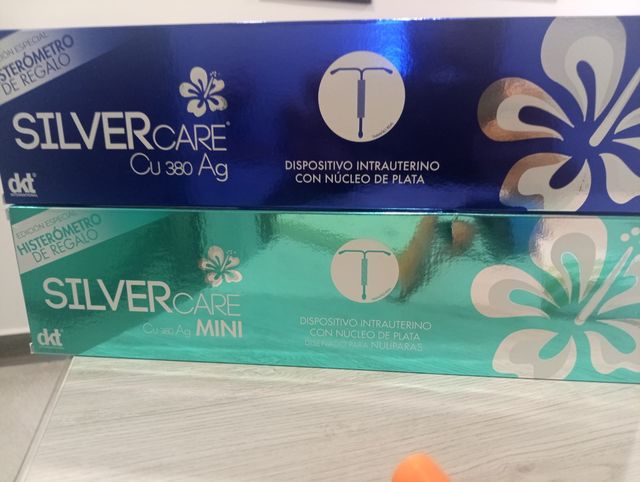 EDICIÓN ESPECIAL
HISTERÓMETRO
DE REGALO
SILVERCARE®
Cu 380 Ag
dkt
INTERNATIONAL
DISPOSITIVO INTRAUTERINO
CON NÚCLEO DE PLATA
EDICIÓN ESPECIAL
HISTERÓMETRO
DE REGALO
SILVERCARE
Cu 380 Ag MINI
dkt
DISPOSITIVO INTRAUTERINO
CON NÚCLEO DE PLATA
DISEÑADO PARA NULÍPARAS